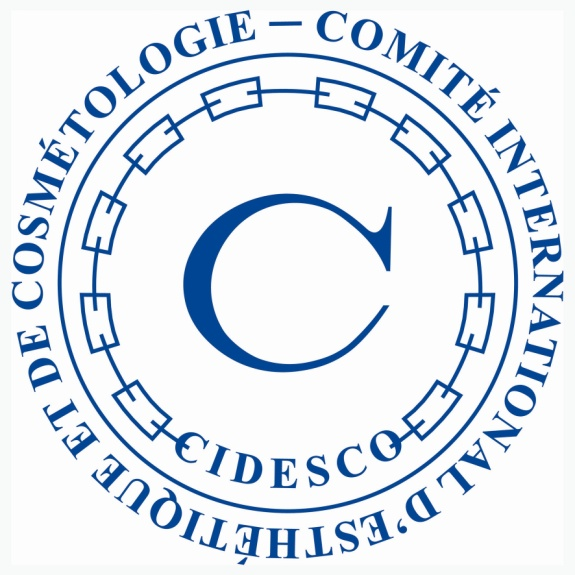 COMITÉ INTERNATIONAL D'ESTHÉTIQUE ET DE COSMÉTOLOGIE —
C
CIDESCO